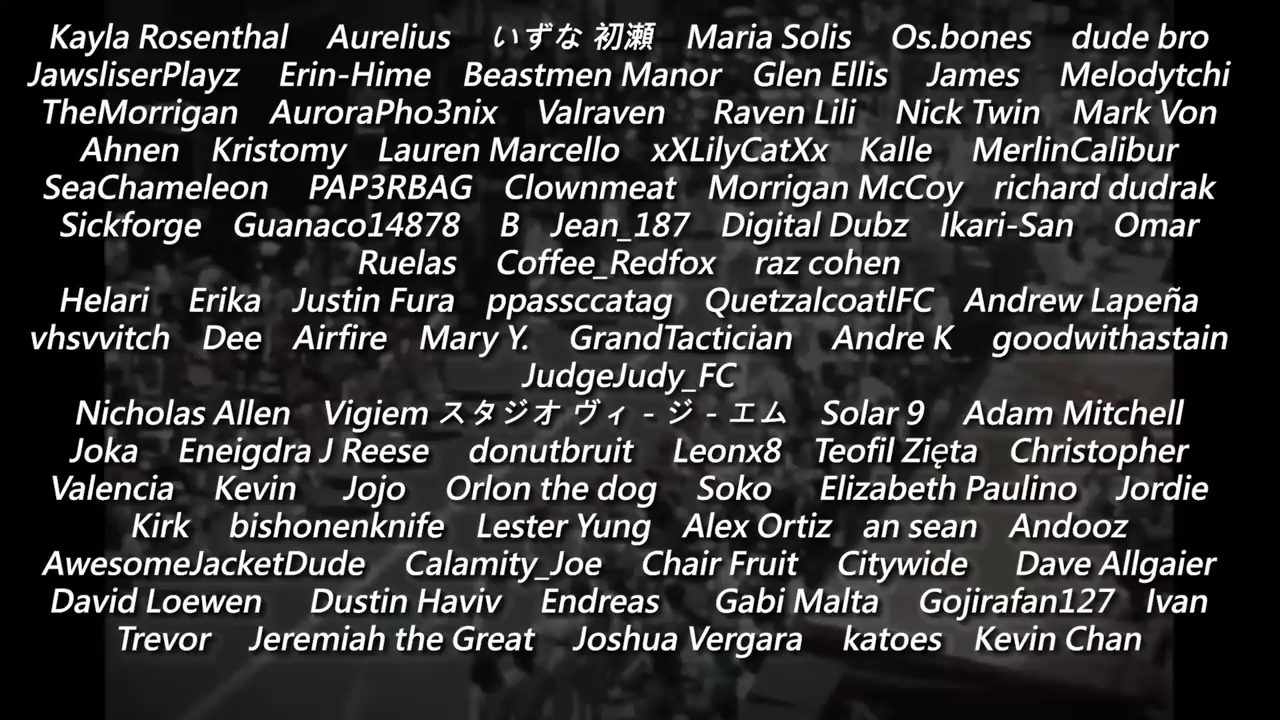 Kayla Rosenthal Aurelius いずな 初瀬 Maria Solis Os.bones dude bro
JawsliserPlayz Erin-Hime Beastmen Manor Glen Ellis James Melodytchi
TheMorrigan AuroraPho3nix Valraven Raven Lili Nick Twin Mark Von
Ahnen Kristomy Lauren Marcello xXLilyCatXx Kalle MerlinCalibur
SeaChameleon PAP3RBAG Clownmeat Morrigan McCoy richard dudrak
Sickforge Guanaco14878 B Jean_187 Digital Dubz Ikari-San Omar
Ruelas Coffee_Redfox raz cohen
Helari Erika Justin Fura ppassccatag QuetzalcoatlFC Andrew Lapeña
vhsvvitch Dee Airfire Mary Y. GrandTactician Andre K goodwithastain
JudgeJudy_FC
Nicholas Allen Vigiem スタジオ ヴィ - ジ - エム Solar 9 Adam Mitchell
Joka Eneigdra J Reese donutbruit Leonx8 Teofil Zięta Christopher
Valencia Kevin Jojo Orlon the dog Soko Elizabeth Paulino Jordie
Kirk bishonenknife Lester Yung Alex Ortiz an sean Andooz
AwesomeJacketDude Calamity_Joe Chair Fruit Citywide Dave Allgaier
David Loewen Dustin Haviv Endreas Gabi Malta Gojirafan127 Ivan
Trevor Jeremiah the Great Joshua Vergara katoes Kevin Chan